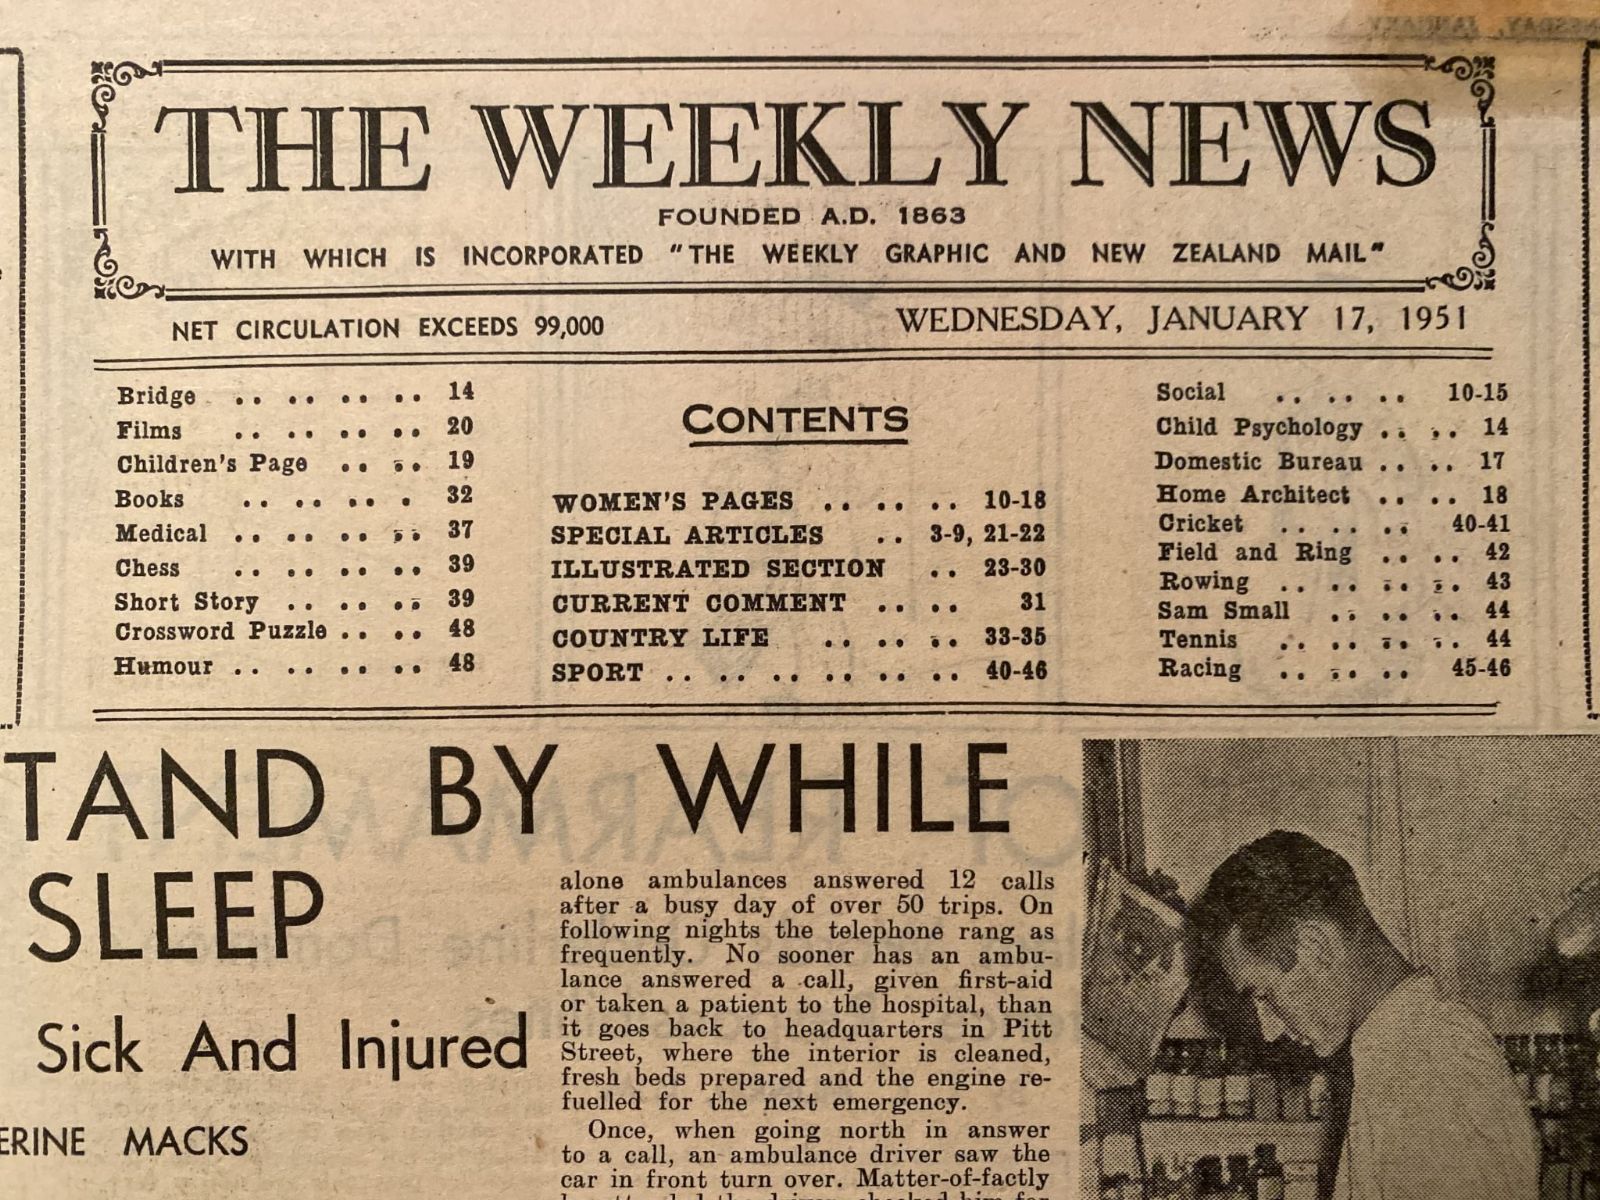 THE WEEKLY NEWS
FOUNDED A.D. 1863
WITH WHICH IS INCORPORATED "THE WEEKLY GRAPHIC AND NEW ZEALAND MAIL"
NET CIRCULATION EXCEEDS 99,000
WEDNESDAY, JANUARY 17, 1951
Bridge .. .. .. .. 14
Films .. .. .. .. 20
Children's Page .. .. 19
Books .. .. .. . 32
Medical .. .. .. .. 37
Chess .. .. .. .. 39
Short Story .. .. .. 39
Crossword Puzzle .. .. 48
Humour .. .. .. .. 48
CONTENTS
WOMEN'S PAGES .. .. .. 10-18
SPECIAL ARTICLES .. 3-9, 21-22
ILLUSTRATED SECTION .. 23-30
CURRENT COMMENT .. .. 31
COUNTRY LIFE .. .. .. 33-35
SPORT .. .. .. .. .. .. 40-46
Social .. .. .. 10-15
Child Psychology .. .. 14
Domestic Bureau .. .. 17
Home Architect .. .. 18
Cricket .. .. .. 40-41
Field and Ring .. .. 42
Rowing .. .. .. .. 43
Sam Small .. .. .. 44
Tennis .. .. .. .. 44
Racing .. .. .. 45-46
TAND BY WHILE
SLEEP
Sick And Injured
ERINE MACKS
alone ambulances answered 12 calls
after a busy day of over 50 trips. On
following nights the telephone rang as
frequently. No sooner has an ambu-
lance answered a call, given first-aid
or taken a patient to the hospital, than
it goes back to headquarters in Pitt
Street, where the interior is cleaned,
fresh beds prepared and the engine re-
fuelled for the next emergency.
Once, when going north in answer
to a call, an ambulance driver saw the
car in front turn over. Matter-of-factly